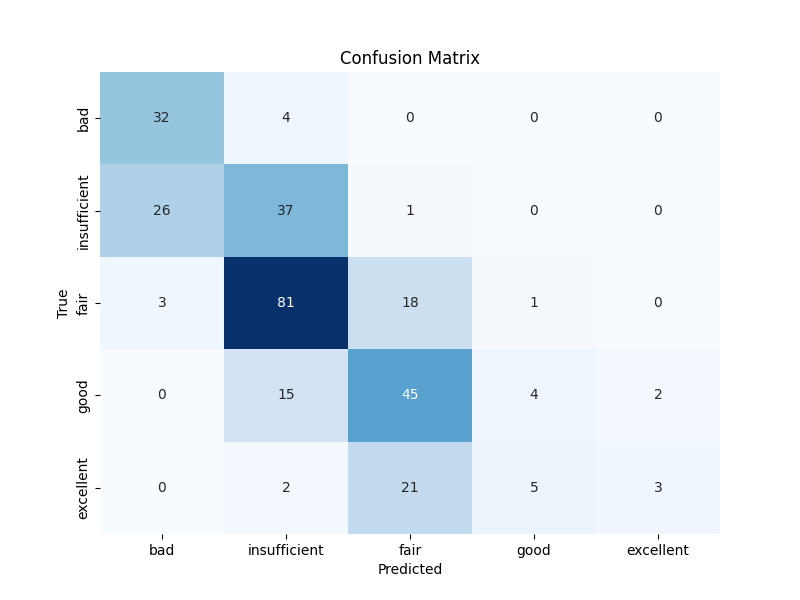 Confusion Matrix
True
bad 32 4 0 0 0
insufficient 26 37 1 0 0
fair 3 81 18 1 0
good 0 15 45 4 2
excellent 0 2 21 5 3
bad insufficient fair good excellent
Predicted